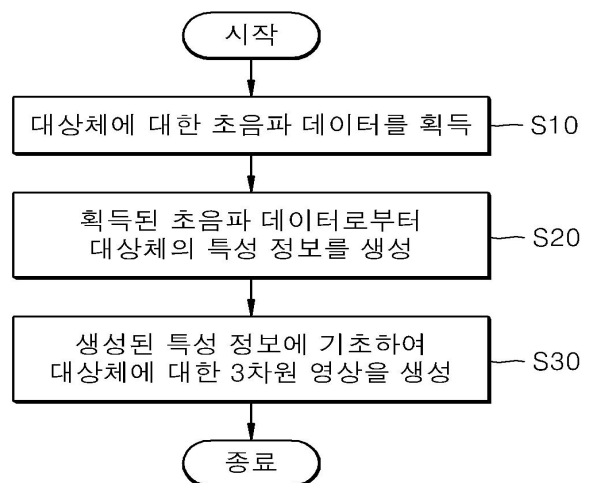 시작
대상체에 대한 초음파 데이터를 획득
S10
획득된 초음파 데이터로부터
대상체의 특성 정보를 생성
S20
생성된 특성 정보에 기초하여
대상체에 대한 3차원 영상을 생성
S30
종료